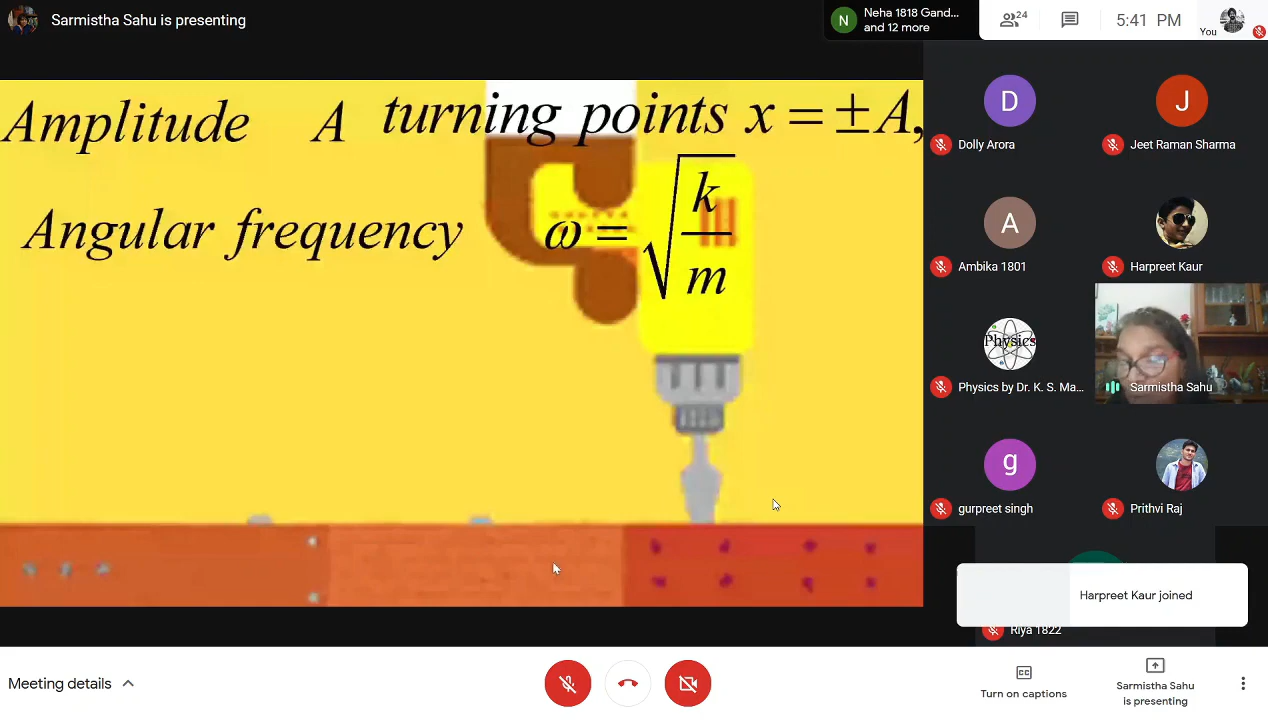 Sarmistha Sahu is presenting
N
Neha 1818 Gand...
and 12 more
24
5:41 PM
You
Amplitude A turning points x = ±A,
Angular frequency ω = √(k/m)
D
J
Dolly Arora
Jeet Raman Sharma
A
Ambika 1801
Harpreet Kaur
Physics
Physics by Dr. K. S. Ma...
Sarmistha Sahu
g
gurpreet singh
Prithvi Raj
Harpreet Kaur joined
Riya 1822
Meeting details
CC
Turn on captions
Sarmistha Sahu
is presenting